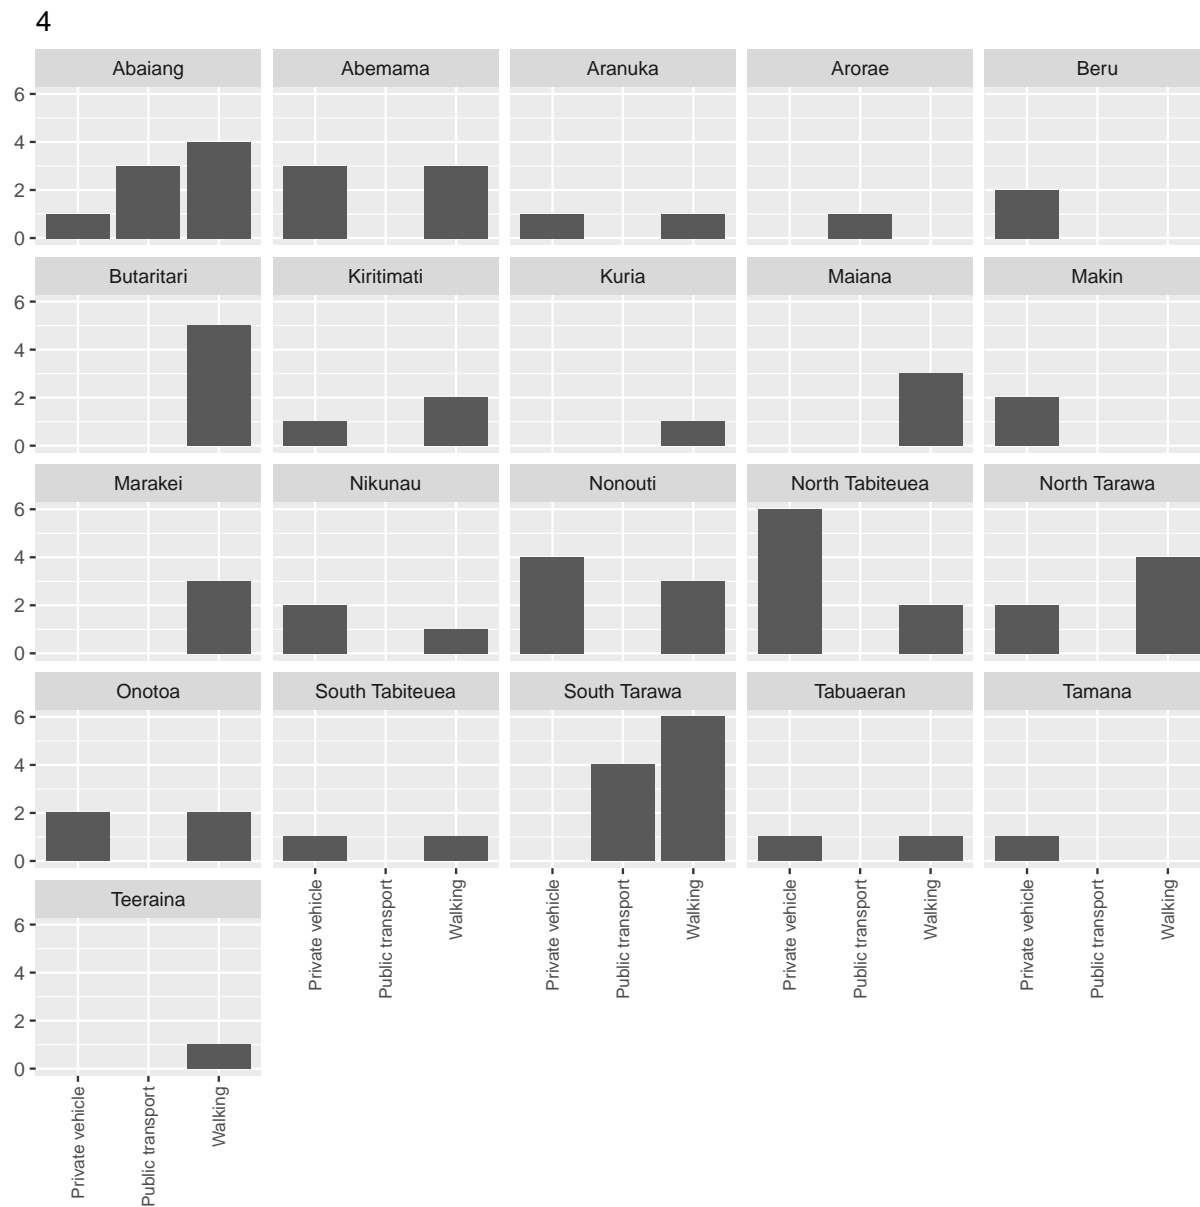 4
Abaiang Abemama Aranuka Arorae Beru
6
4
2
0
Butaritari Kiritimati Kuria Maiana Makin
6
4
2
0
Marakei Nikunau Nonouti North Tabiteuea North Tarawa
6
4
2
0
Onotoa South Tabiteuea South Tarawa Tabuaeran Tamana
6
4
2
0
Private vehicle
Public transport
Walking
Private vehicle
Public transport
Walking
Private vehicle
Public transport
Walking
Private vehicle
Public transport
Walking
Teeraina
6
4
2
0
Private vehicle
Public transport
Walking